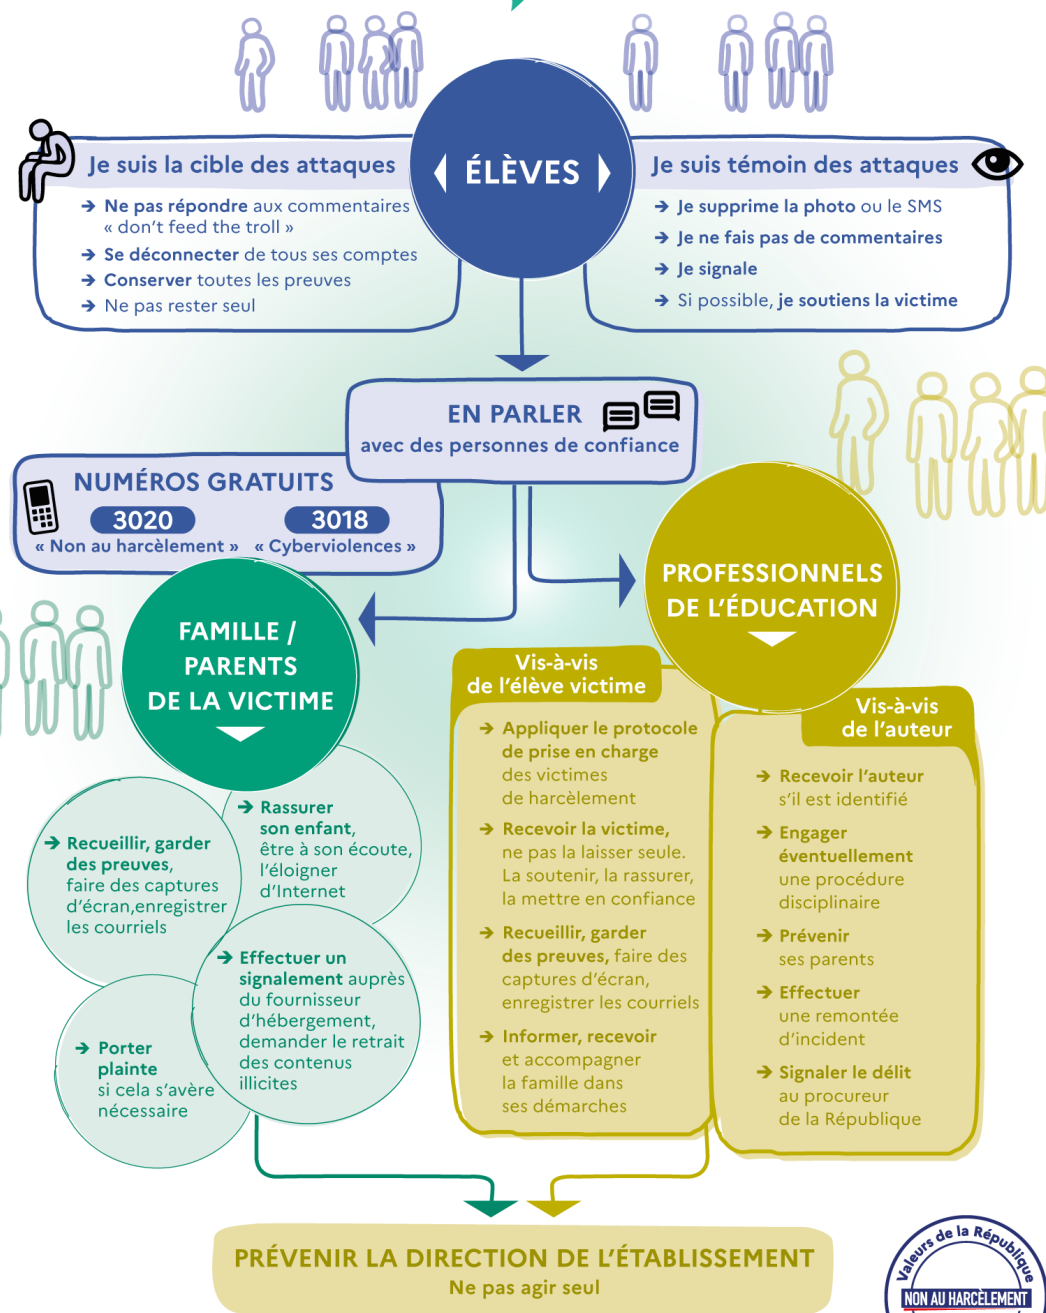 ÉLÈVES
Je suis la cible des attaques
→ Ne pas répondre aux commentaires
« don’t feed the troll »
→ Se déconnecter de tous ses comptes
→ Conserver toutes les preuves
→ Ne pas rester seul
Je suis témoin des attaques
→ Je supprime la photo ou le SMS
→ Je ne fais pas de commentaires
→ Je signale
→ Si possible, je soutiens la victime
EN PARLER
avec des personnes de confiance
NUMÉROS GRATUITS
3020
« Non au harcèlement »
3018
« Cyberviolences »
FAMILLE /
PARENTS
DE LA VICTIME
→ Rassurer
son enfant,
être à son écoute,
l’éloigner
d’Internet
→ Recueillir, garder
des preuves,
faire des captures
d’écran,enregistrer
les courriels
→ Effectuer un
signalement auprès
du fournisseur
d’hébergement,
demander le retrait
des contenus
illicites
→ Porter
plainte
si cela s’avère
nécessaire
PROFESSIONNELS
DE L’ÉDUCATION
Vis-à-vis
de l’élève victime
→ Appliquer le protocole
de prise en charge
des victimes
de harcèlement
→ Recevoir la victime,
ne pas la laisser seule.
La soutenir, la rassurer,
la mettre en confiance
→ Recueillir, garder
des preuves, faire des
captures d’écran,
enregistrer les courriels
→ Informer, recevoir
et accompagner
la famille dans
ses démarches
Vis-à-vis
de l’auteur
→ Recevoir l’auteur
s’il est identifié
→ Engager
éventuellement
une procédure
disciplinaire
→ Prévenir
ses parents
→ Effectuer
une remontée
d’incident
→ Signaler le délit
au procureur
de la République
PRÉVENIR LA DIRECTION DE L’ÉTABLISSEMENT
Ne pas agir seul
Valeurs de la République
NON AU HARCÈLEMENT